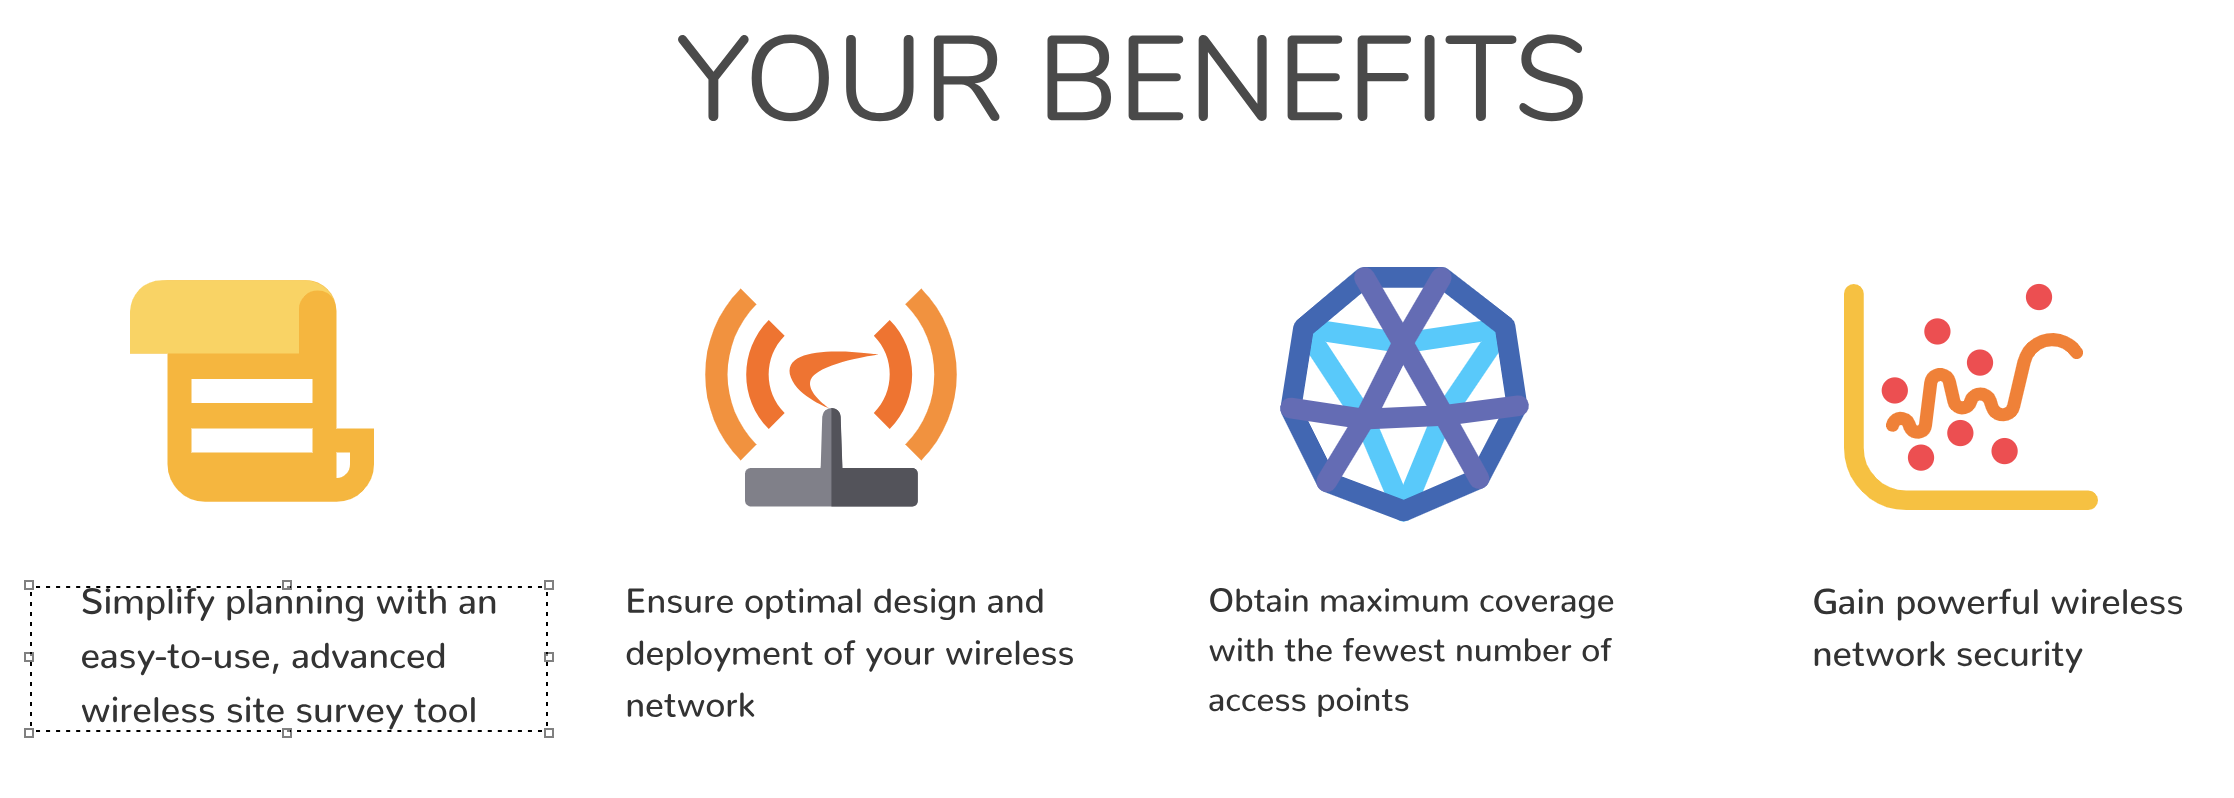 YOUR BENEFITS
Simplify planning with an
easy-to-use, advanced
wireless site survey tool
Ensure optimal design and
deployment of your wireless
network
Obtain maximum coverage
with the fewest number of
access points
Gain powerful wireless
network security